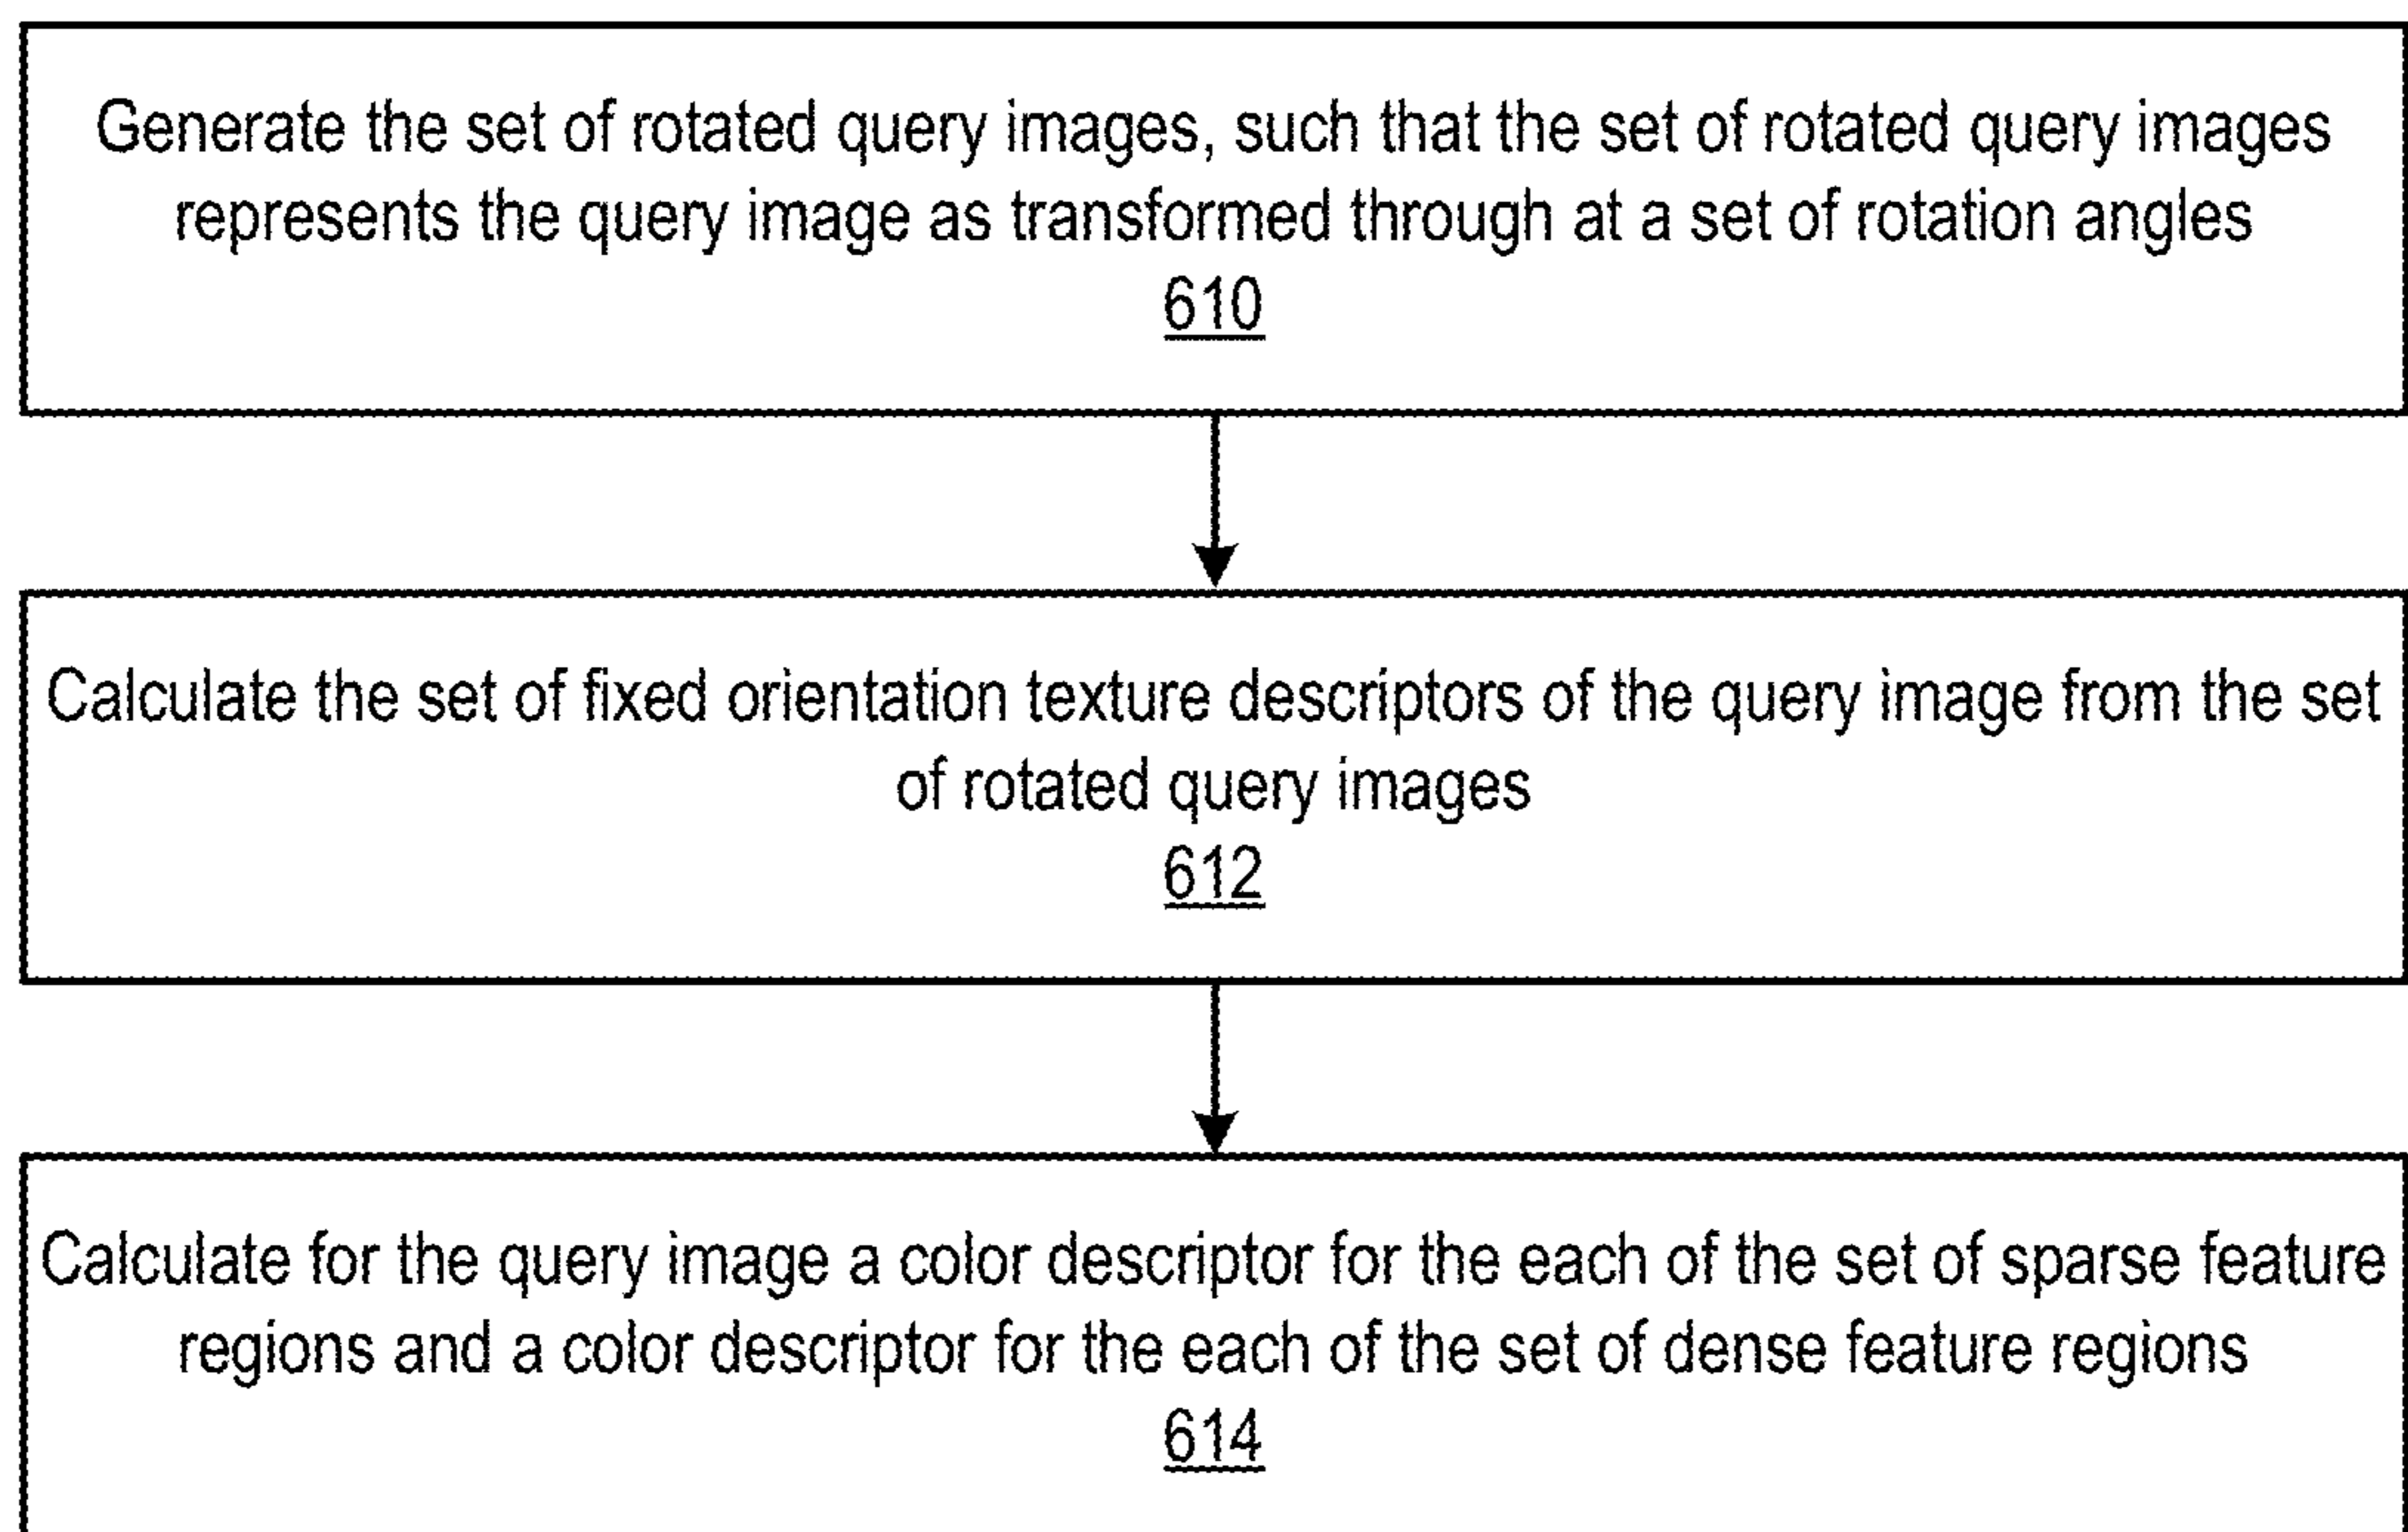 Generate the set of rotated query images, such that the set of rotated query images
represents the query image as transformed through at a set of rotation angles
610
Calculate the set of fixed orientation texture descriptors of the query image from the set
of rotated query images
612
Calculate for the query image a color descriptor for the each of the set of sparse feature
regions and a color descriptor for the each of the set of dense feature regions
614